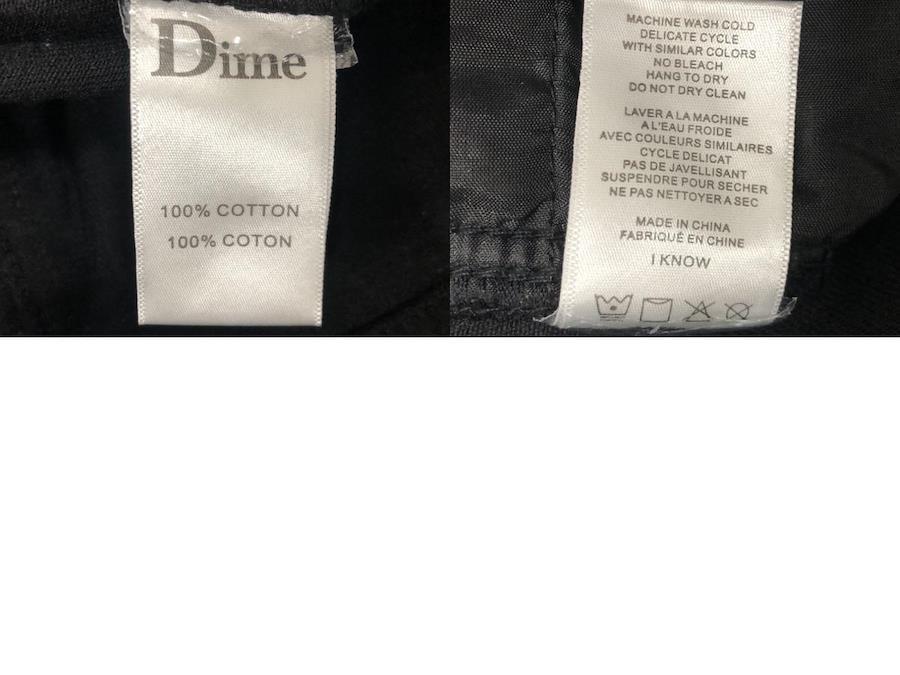 Dime
100% COTTON
100% COTON
MACHINE WASH COLD
DELICATE CYCLE
WITH SIMILAR COLORS
NO BLEACH
HANG TO DRY
DO NOT DRY CLEAN
LAVER A LA MACHINE
A L'EAU FROIDE
AVEC COULEURS SIMILAIRES
CYCLE DELICAT
PAS DE JAVELLISANT
SUSPENDRE POUR SECHER
NE PAS NETTOYER A SEC
MADE IN CHINA
FABRIQUÉ EN CHINE
I KNOW